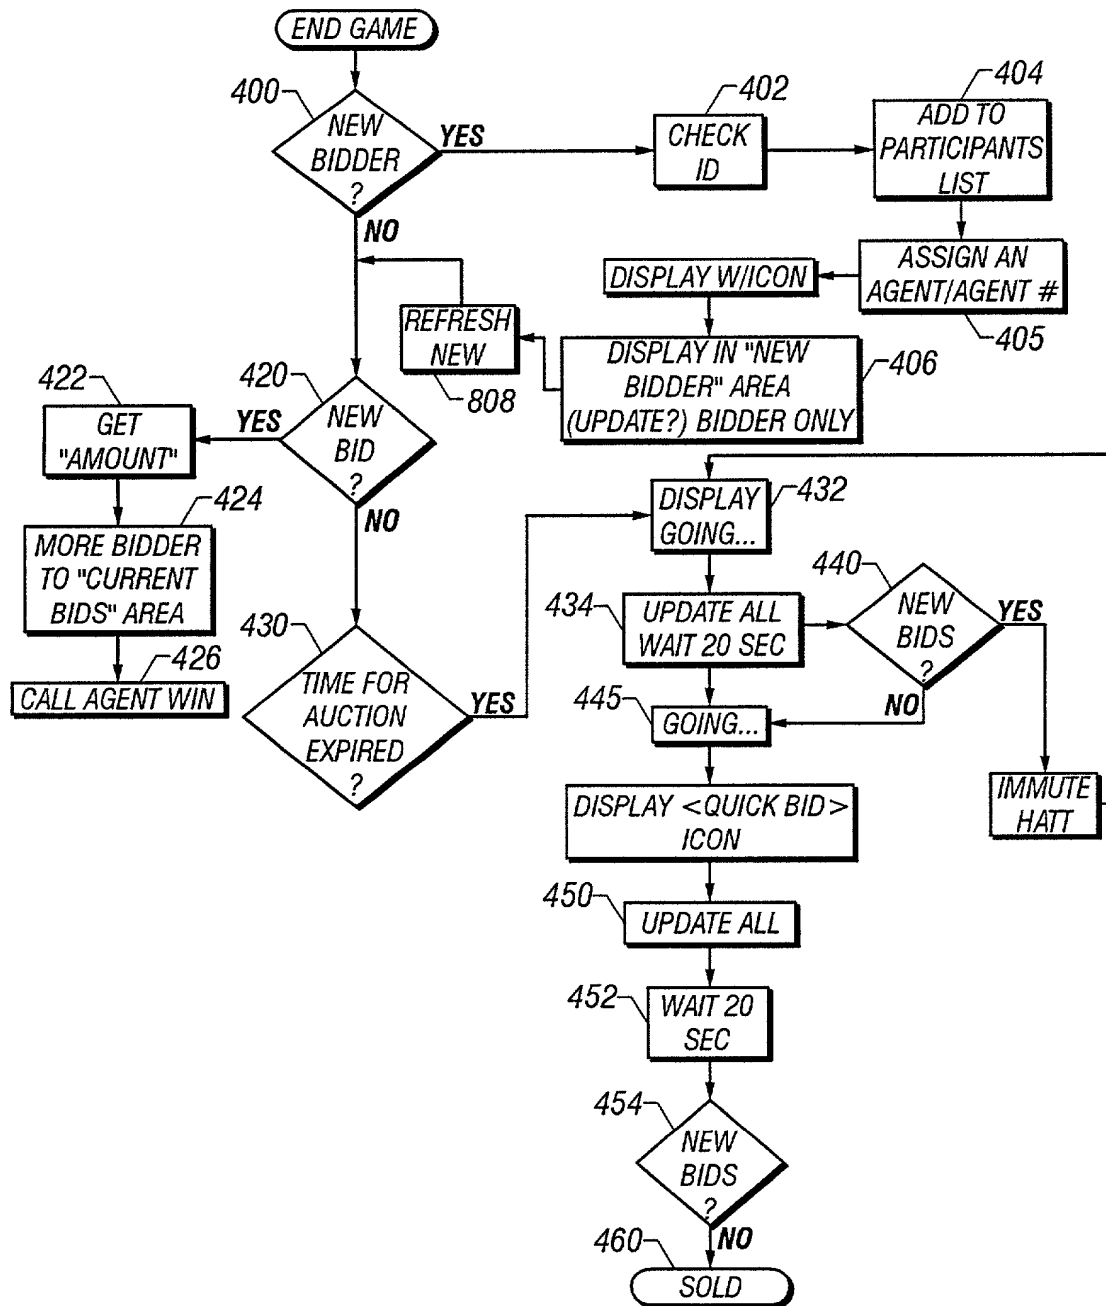 END GAME
400
NEW
BIDDER
?
YES
NO
402
CHECK
ID
404
ADD TO
PARTICIPANTS
LIST
ASSIGN AN
AGENT/AGENT #
405
DISPLAY W/ICON
DISPLAY IN "NEW
BIDDER" AREA
(UPDATE?) BIDDER ONLY
406
REFRESH
NEW
808
420
NEW
BID
?
YES
NO
422
GET
"AMOUNT"
424
MORE BIDDER
TO "CURRENT
BIDS" AREA
426
CALL AGENT WIN
430
TIME FOR
AUCTION
EXPIRED
?
YES
DISPLAY
GOING...
432
434
UPDATE ALL
WAIT 20 SEC
440
NEW
BIDS
?
YES
NO
445
GOING...
IMMUTE
HATT
DISPLAY <QUICK BID>
ICON
450
UPDATE ALL
452
WAIT 20
SEC
454
NEW
BIDS
?
NO
460
SOLD